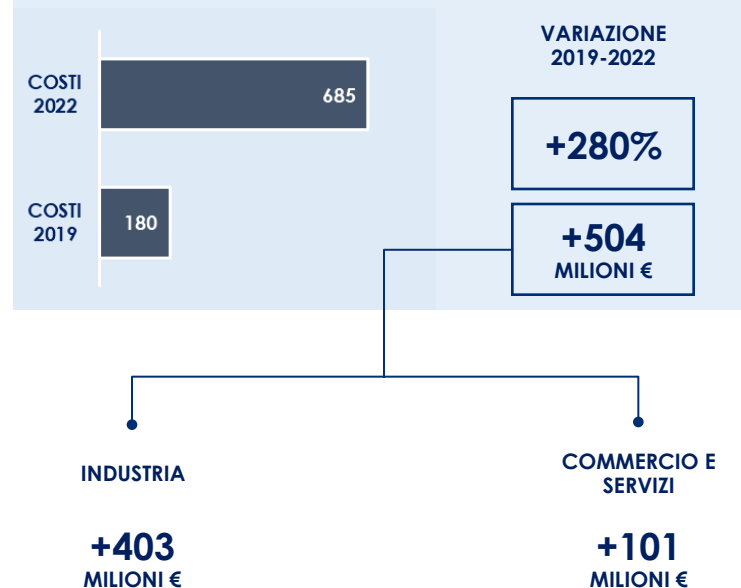 VARIAZIONE
2019-2022
COSTI
2022
685
+280%
COSTI
2019
180
+504
MILIONI €
INDUSTRIA
+403
MILIONI €
COMMERCIO E
SERVIZI
+101
MILIONI €